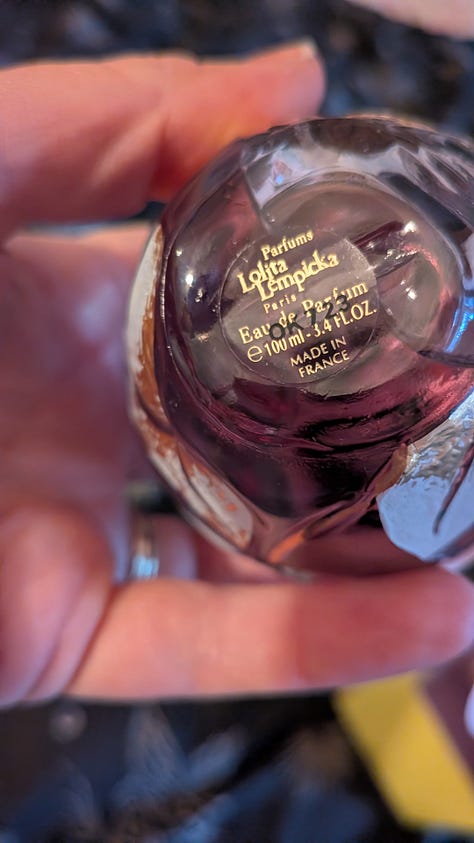 Parfums
Lolita
Lempicka
Paris
Eau de Parfum
℮100 ml - 3.4 FL.OZ.
MADE IN
FRANCE